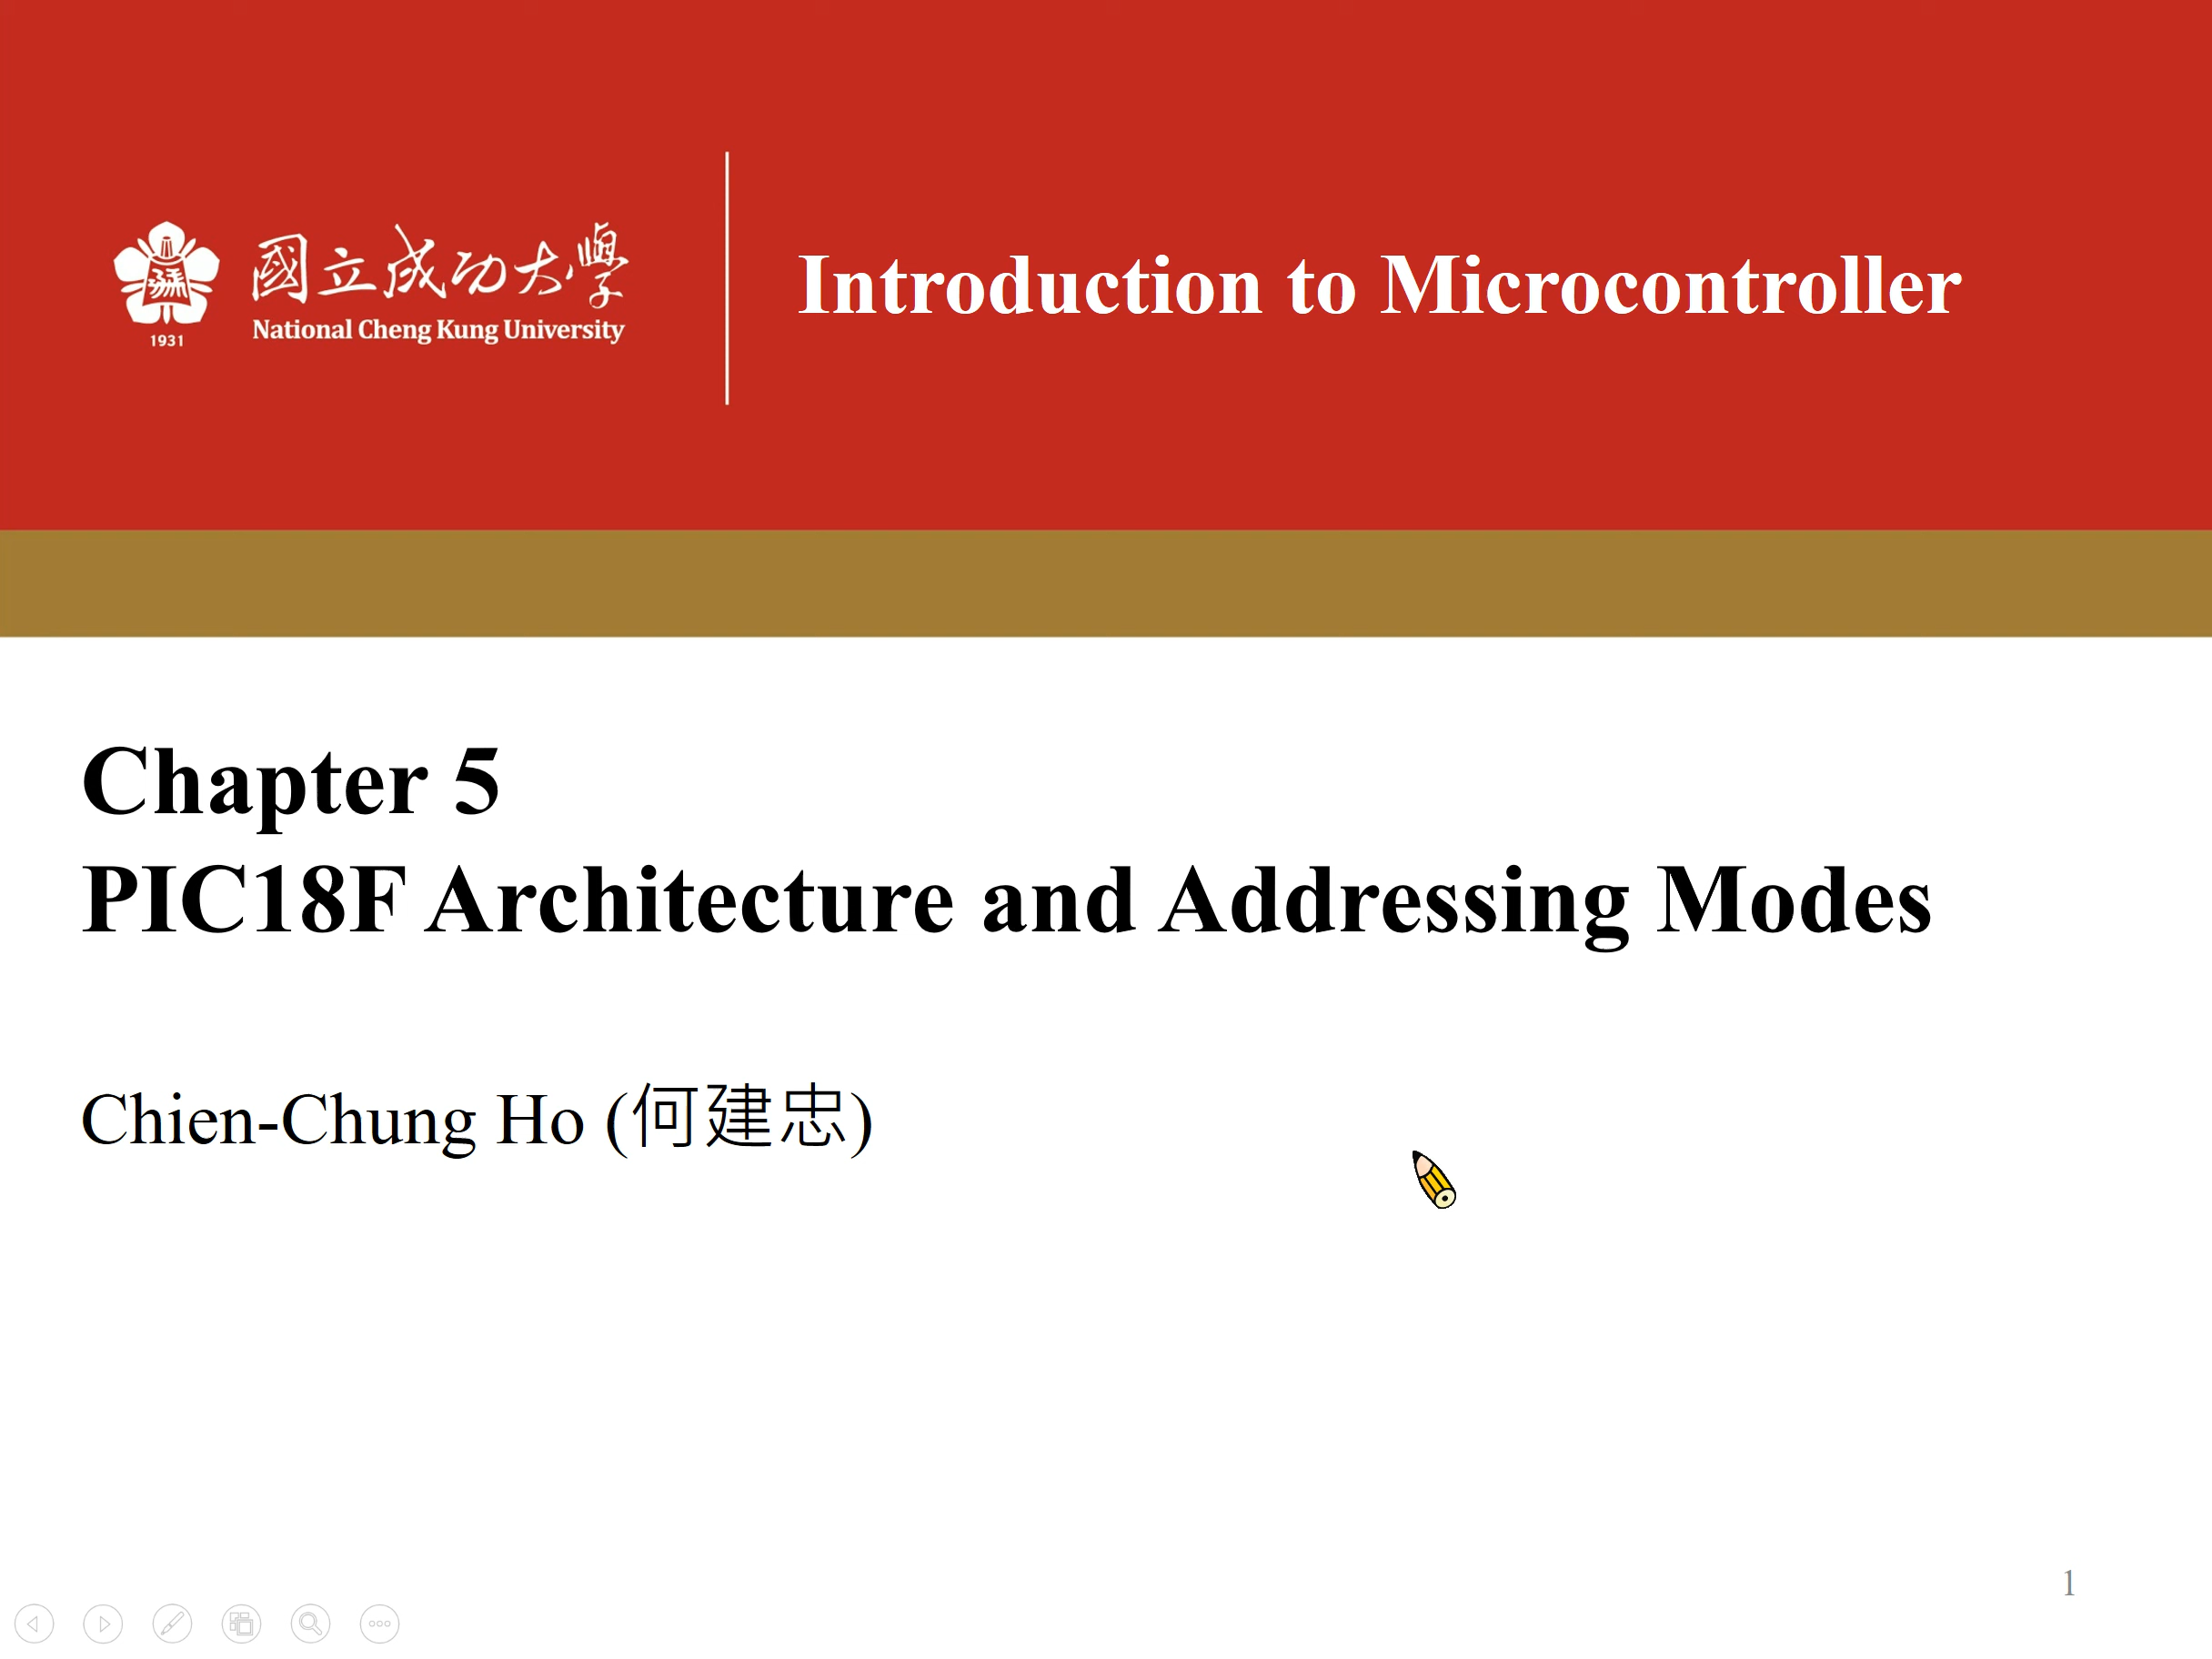 國立成功大學
National Cheng Kung University
1931
Introduction to Microcontroller
Chapter 5
PIC18F Architecture and Addressing Modes
Chien-Chung Ho (何建忠)
1